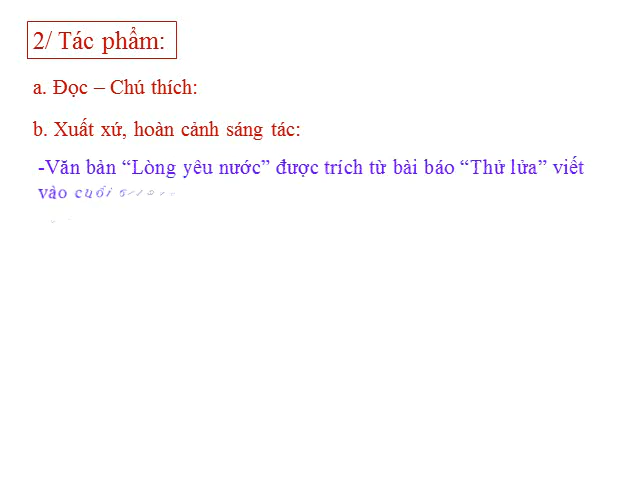 2/ Tác phẩm:
a. Đọc – Chú thích:
b. Xuất xứ, hoàn cảnh sáng tác:
-Văn bản “Lòng yêu nước” được trích từ bài báo “Thử lửa” viết
vào cuối